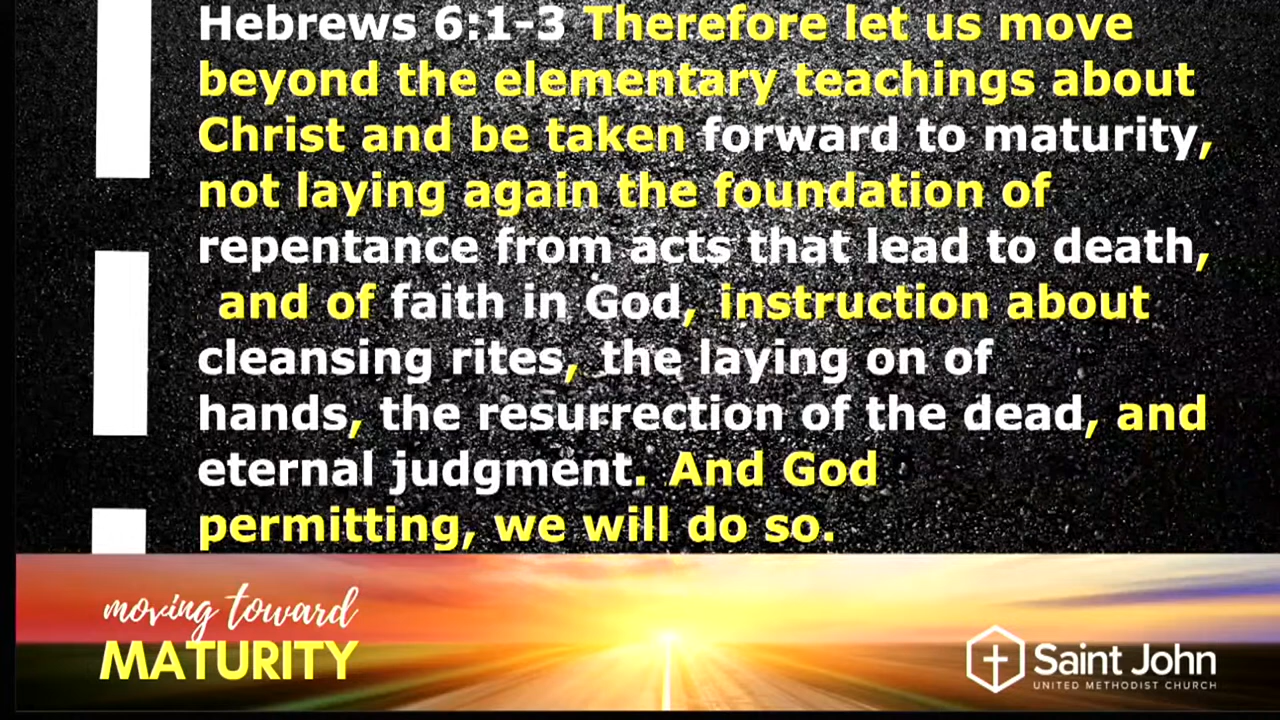 Hebrews 6:1-3 Therefore let us move
beyond the elementary teachings about
Christ and be taken forward to maturity,
not laying again the foundation of
repentance from acts that lead to death,
and of faith in God, instruction about
cleansing rites, the laying on of
hands, the resurrection of the dead, and
eternal judgment. And God
permitting, we will do so.
moving toward
MATURITY
Saint John
UNITED METHODIST CHURCH